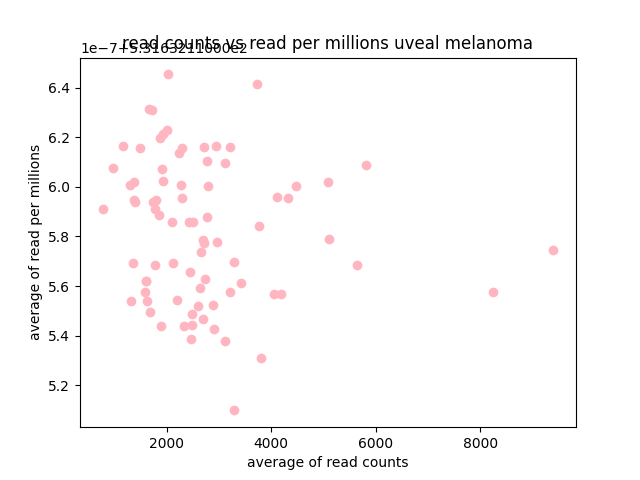 read counts vs read per millions uveal melanoma
1e-7+5.3163211000e2
6.4
6.2
6.0
5.8
5.6
5.4
5.2
average of read per millions
2000 4000 6000 8000
average of read counts